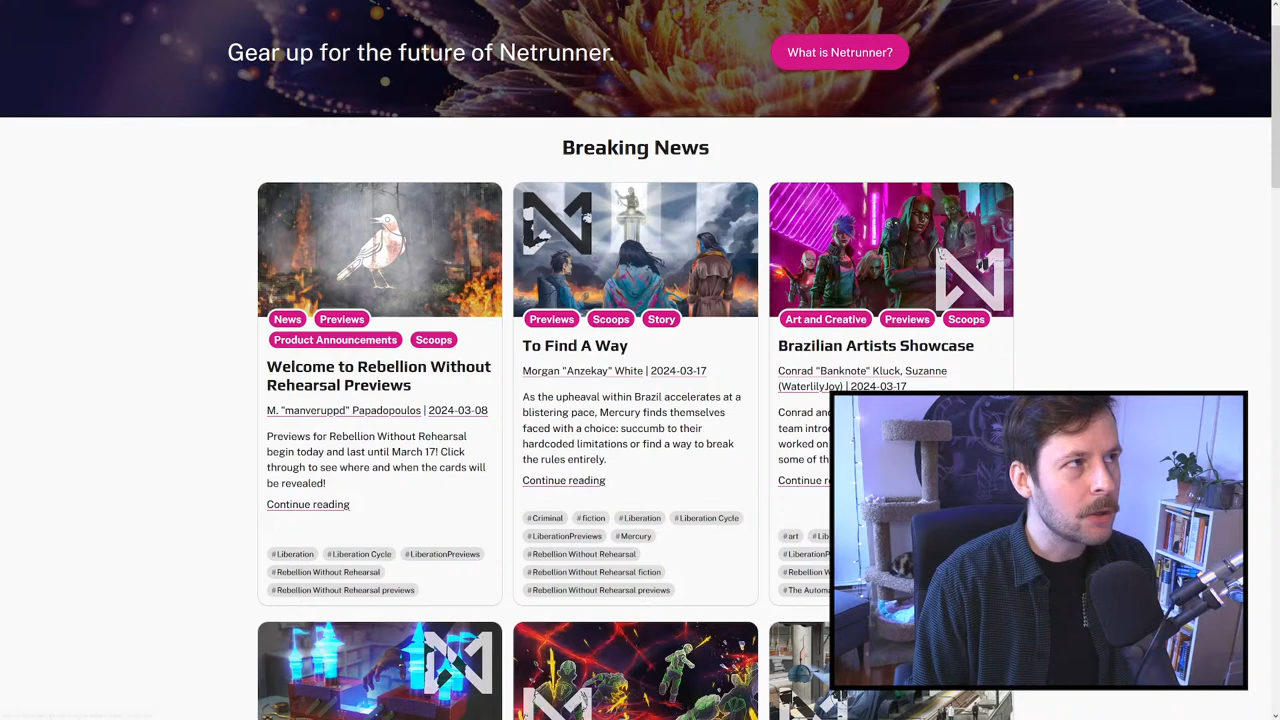 Gear up for the future of Netrunner.
What is Netrunner?
Breaking News
News
Previews
Product Announcements
Scoops
Welcome to Rebellion Without
Rehearsal Previews
M. "manveruppd" Papadopoulos | 2024-03-08
Previews for Rebellion Without Rehearsal
begin today and last until March 17! Click
through to see where and when the cards will
be revealed!
Continue reading
#Liberation
#Liberation Cycle
#LiberationPreviews
#Rebellion Without Rehearsal
#Rebellion Without Rehearsal previews
Previews
Scoops
Story
To Find A Way
Morgan "Anzekay" White | 2024-03-17
As the upheaval within Brazil accelerates at a
blistering pace, Mercury finds themselves
faced with a choice: succumb to their
hardcoded limitations or find a way to break
the rules entirely.
Continue reading
#Criminal
#fiction
#Liberation
#Liberation Cycle
#LiberationPreviews
#Mercury
#Rebellion Without Rehearsal
#Rebellion Without Rehearsal fiction
#Rebellion Without Rehearsal previews
Art and Creative
Previews
Scoops
Brazilian Artists Showcase
Conrad "Banknote" Kluck, Suzanne
(WaterlilyJoy) | 2024-03-17
Conrad and
team intro
worked on
some of th
Continue re
#art
#Lib
#LiberationP
#Rebellion W
#The Automa